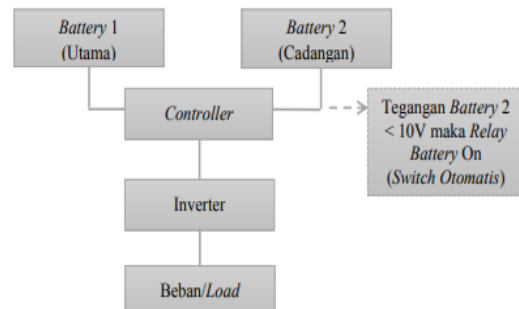 Battery 1
(Utama)
Battery 2
(Cadangan)
Controller
Tegangan Battery 2
< 10V maka Relay
Battery On
(Switch Otomatis)
Inverter
Beban/Load